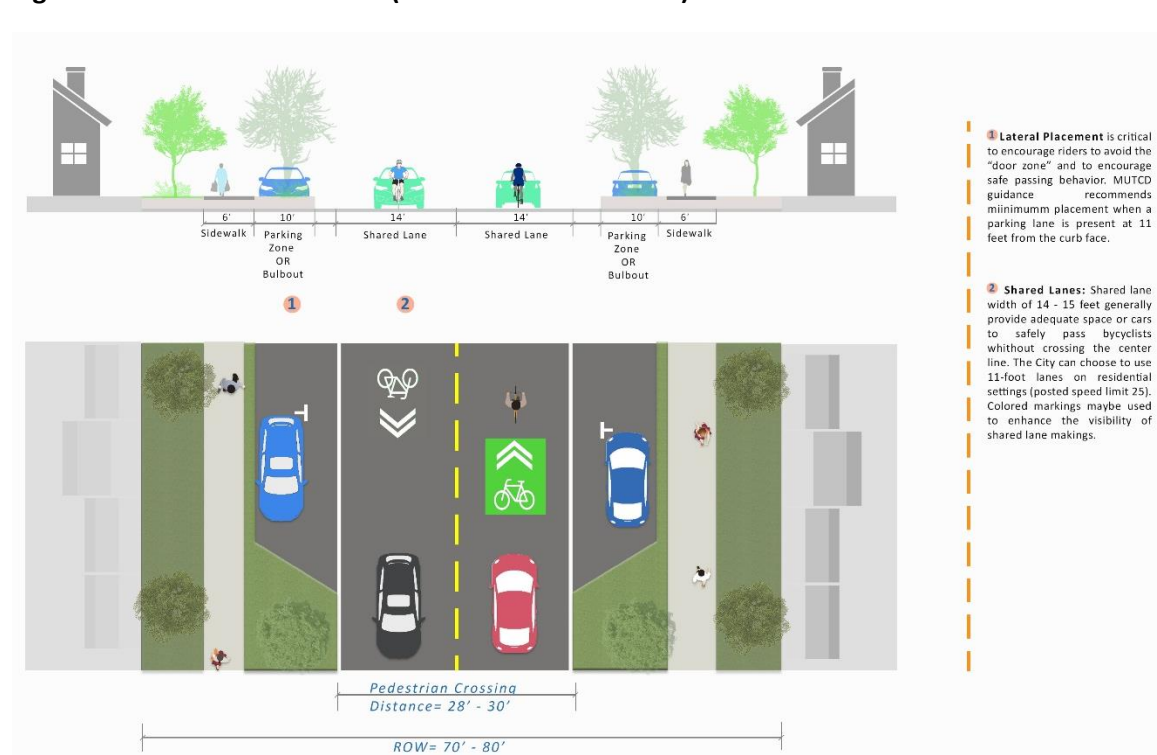 6’ 10’ 14’ 14’ 10’ 6’
Sidewalk Parking Shared Lane Shared Lane Parking Sidewalk
Zone Zone
OR OR
Bulbout Bulbout
1 2
1 Lateral Placement is critical
to encourage riders to avoid the
“door zone” and to encourage
safe passing behavior. MUTCD
guidance recommends
miinimumm placement when a
parking lane is present at 11
feet from the curb face.
2 Shared Lanes: Shared lane
width of 14 - 15 feet generally
provide adequate space or cars
to safely pass bycyclists
whithout crossing the center
line. The City can choose to use
11-foot lanes on residential
settings (posted speed limit 25).
Colored markings maybe used
to enhance the visibility of
shared lane makings.
Pedestrian Crossing
Distance= 28’ - 30’
ROW= 70’ - 80’